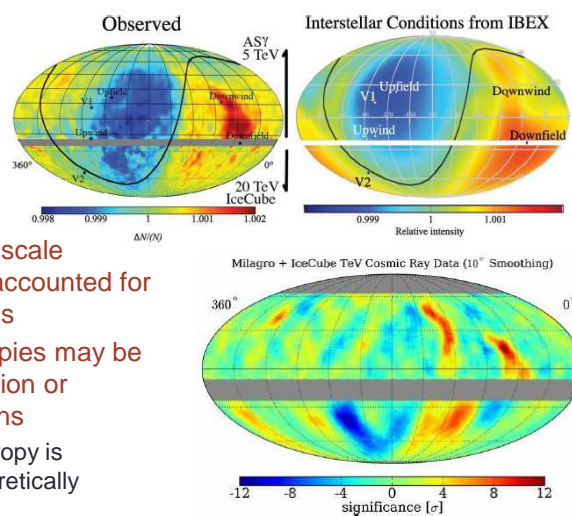 Observed
Interstellar Conditions from IBEX
ASγ
5 TeV
Upfield
V1
Downwind
Upwind
Downfield
V2
360°
0°
20 TeV
IceCube
0.998 0.999 1 1.001 1.002
ΔN/⟨N⟩
Upfield
V1
Downwind
Upwind
Downfield
V2
0.999 1 1.001
Relative intensity
scale
accounted for
s
pies may be
ion or
ns
opy is
retically
Milagro + IceCube TeV Cosmic Ray Data (10° Smoothing)
360°
0°
-12 -8 -4 0 4 8 12
significance [σ]